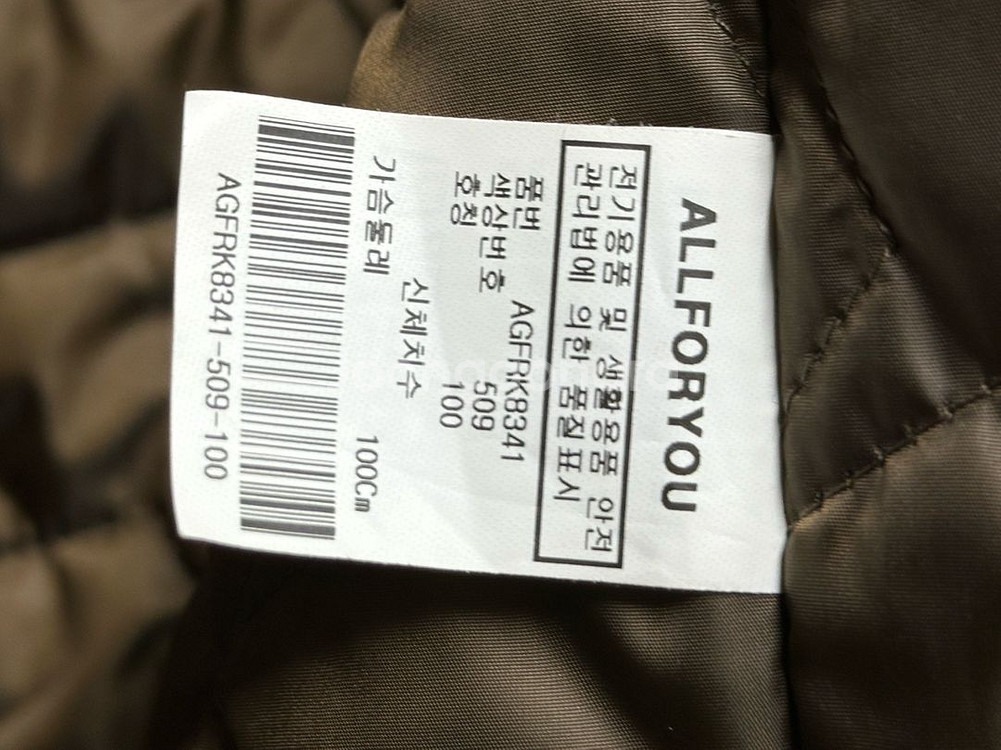 ALLFORYOU
전기용품 및 생활용품 안전
관리법에 의한 품질표시
품번 AGFRK8341
색상번호 509
호칭 100
신체치수
가슴둘레 100Cm
AGFRK8341-509-100